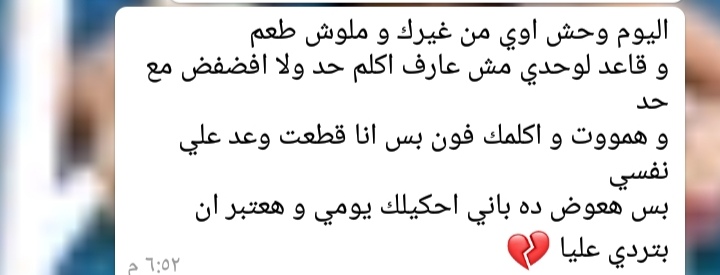 اليوم وحش اوي من غيرك و ملوش طعم
و قاعد لوحدي مش عارف اكلم حد ولا افضفض مع
حد
و همووت و اكلمك فون بس انا قطعت وعد علي
نفسي
بس هعوض ده باني احكيلك يومي و هعتبر ان
بتردي عليا 💔
٦:٥٢ م